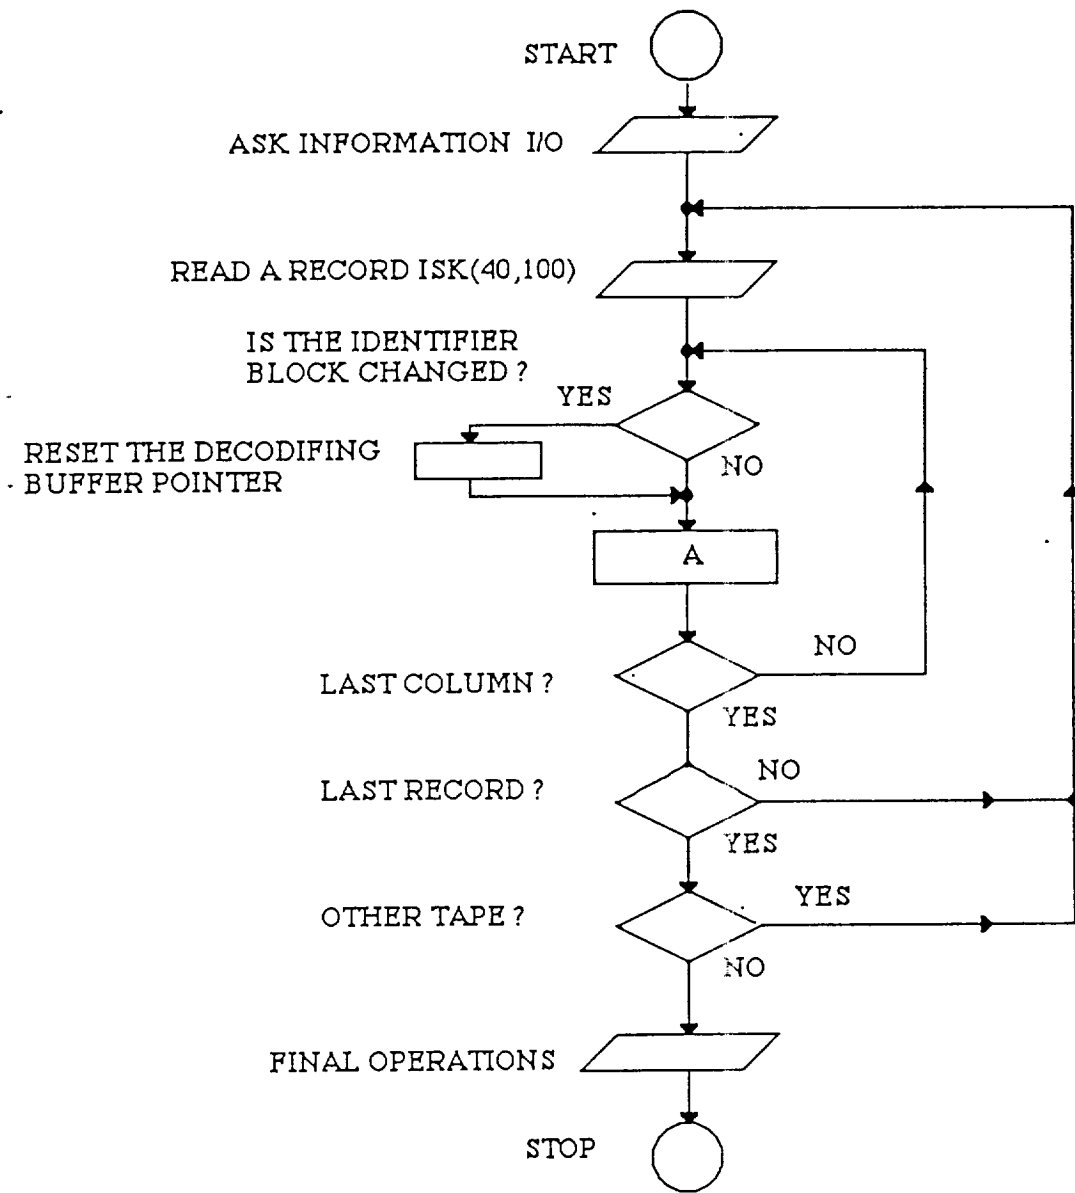 START
ASK INFORMATION I/O
READ A RECORD ISK(40,100)
IS THE IDENTIFIER
BLOCK CHANGED ?
YES
RESET THE DECODIFING
BUFFER POINTER
NO
A
NO
LAST COLUMN ?
YES
NO
LAST RECORD ?
YES
YES
OTHER TAPE ?
NO
FINAL OPERATIONS
STOP